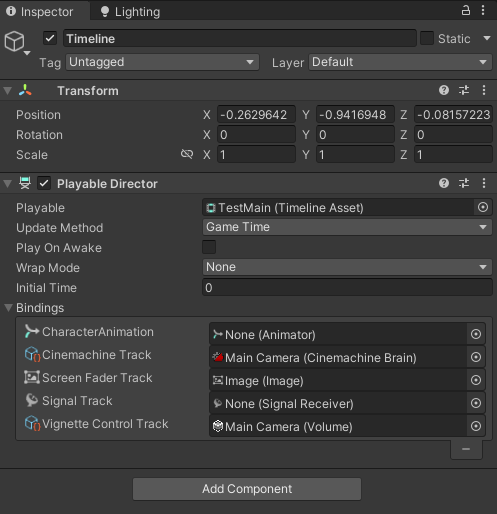 Inspector Lighting
Timeline Static
Tag Untagged Layer Default
Transform
Position X -0.2629642 Y -0.9416948 Z -0.08157223
Rotation X 0 Y 0 Z 0
Scale X 1 Y 1 Z 1
Playable Director
Playable TestMain (Timeline Asset)
Update Method Game Time
Play On Awake
Wrap Mode None
Initial Time 0
Bindings
CharacterAnimation None (Animator)
Cinemachine Track Main Camera (Cinemachine Brain)
Screen Fader Track Image (Image)
Signal Track None (Signal Receiver)
Vignette Control Track Main Camera (Volume)
Add Component